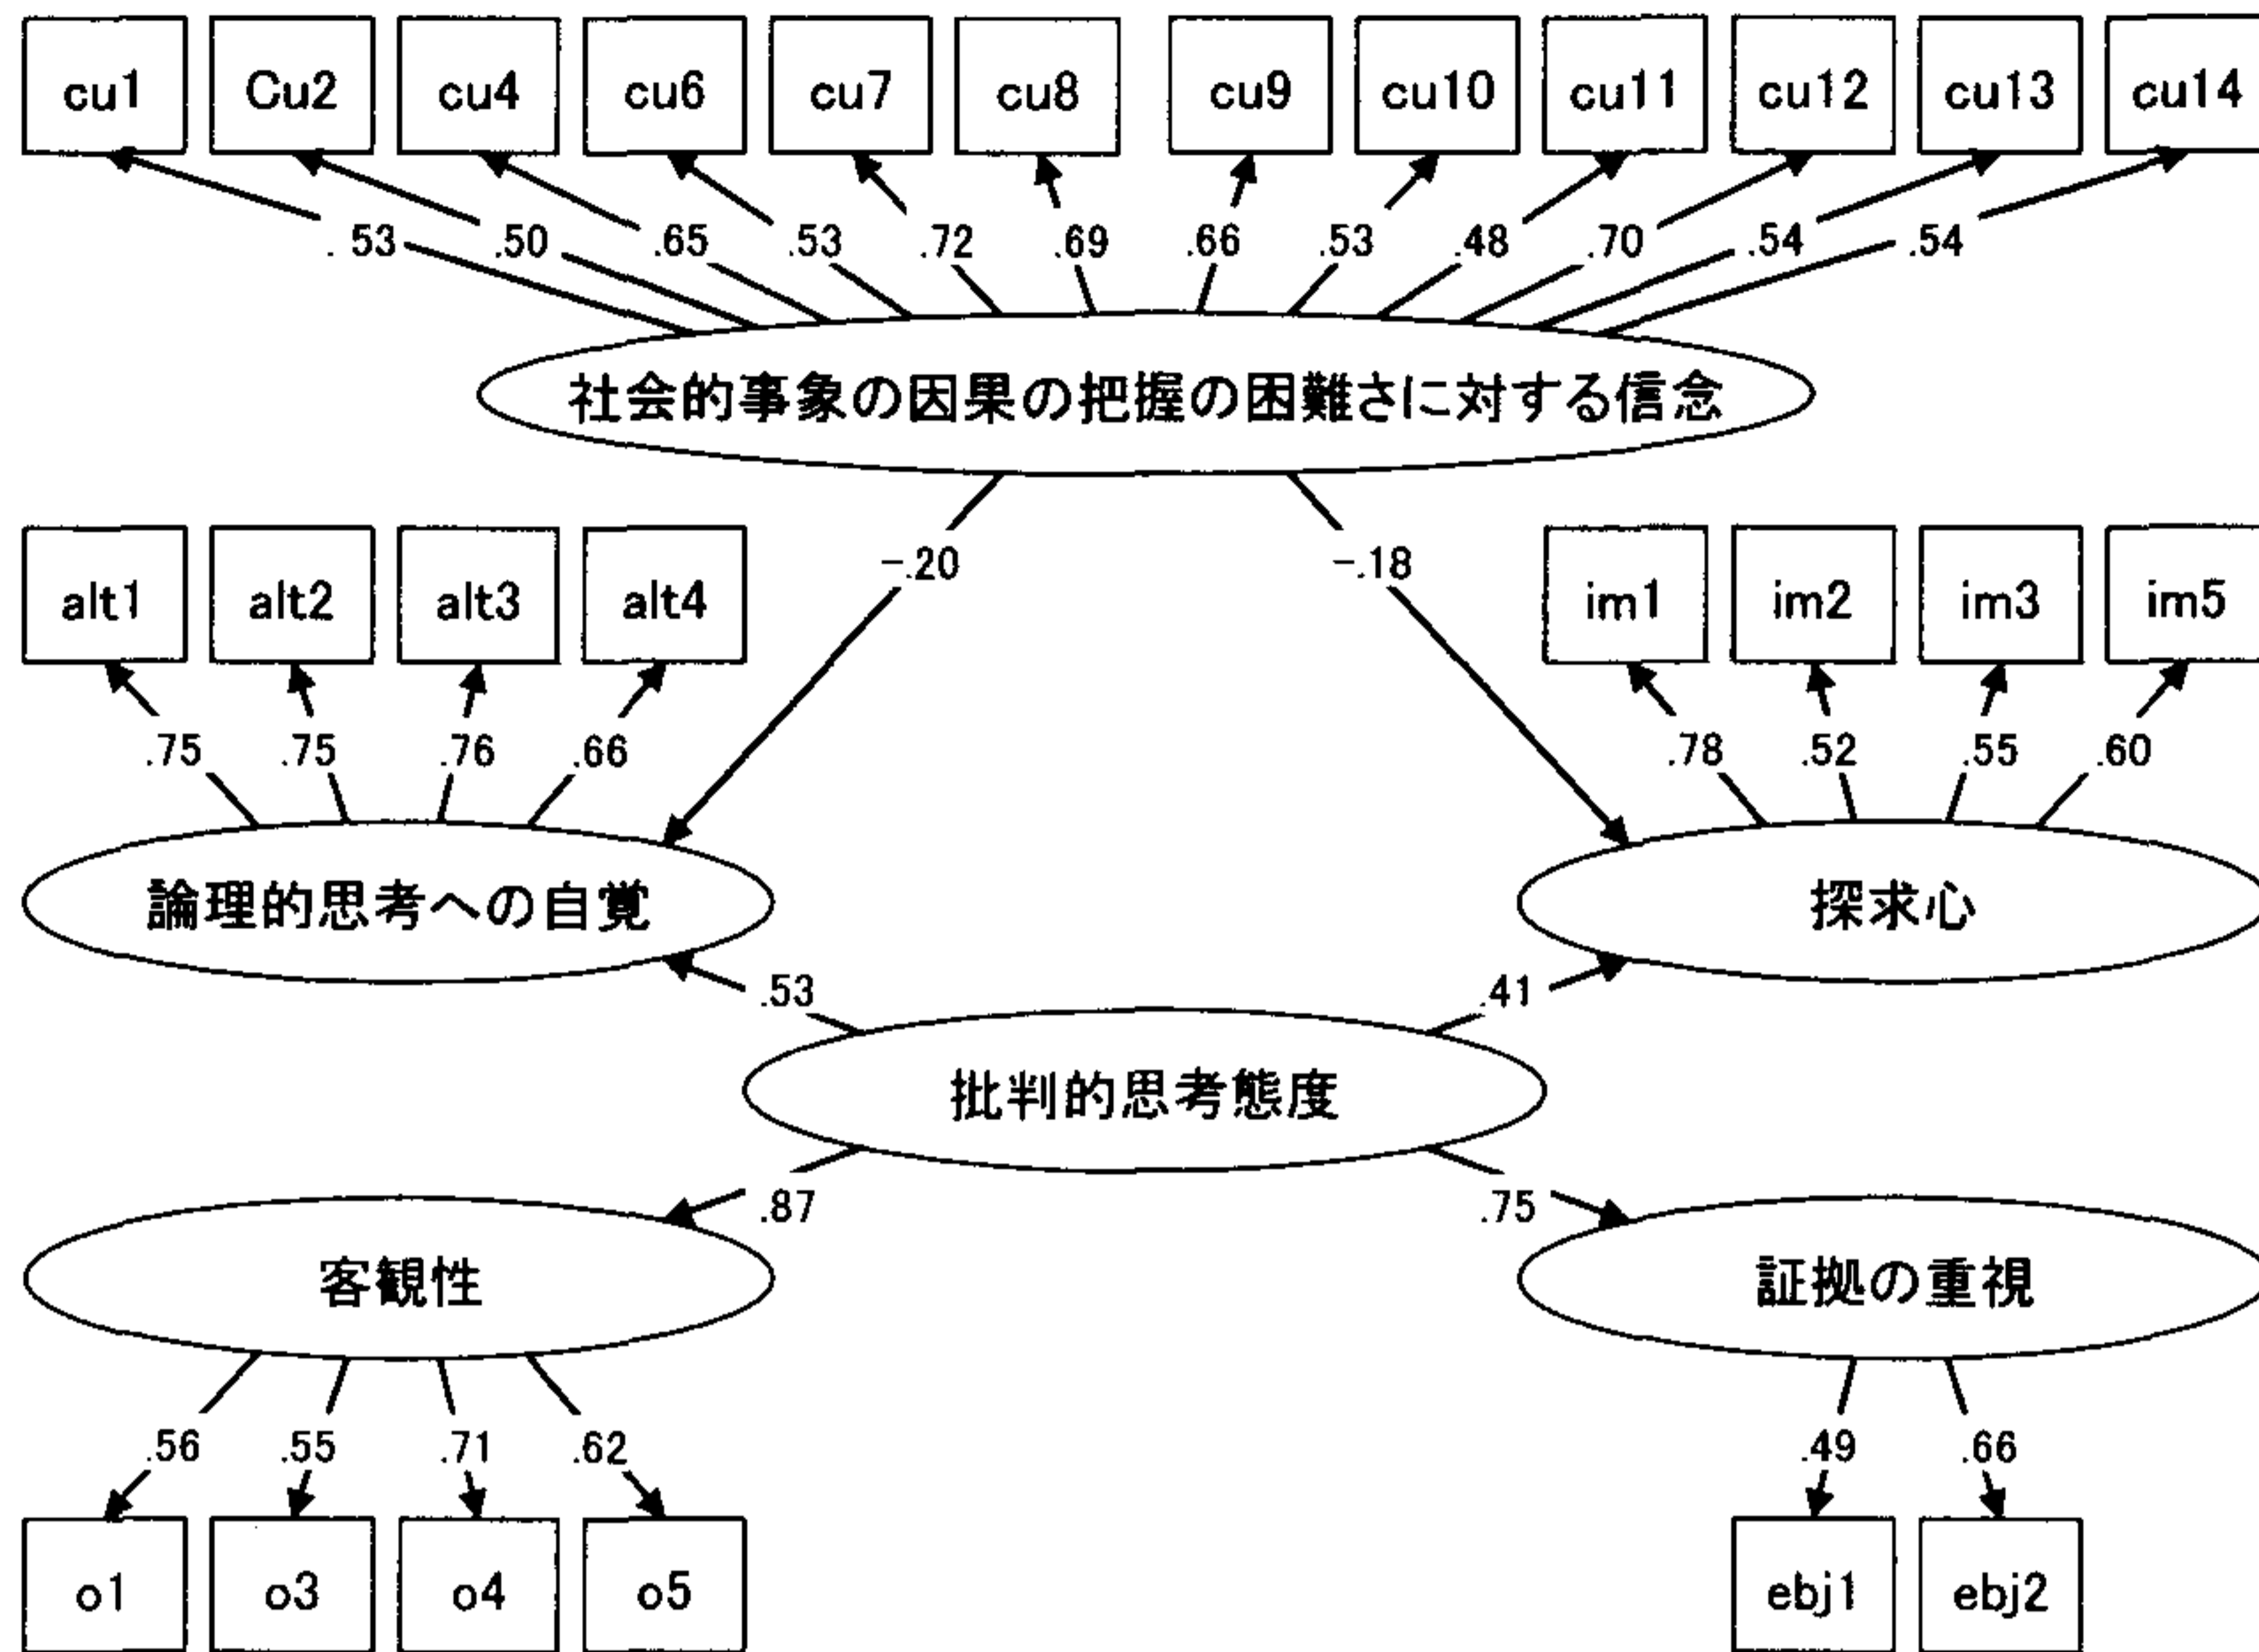 cu1 Cu2 cu4 cu6 cu7 cu8 cu9 cu10 cu11 cu12 cu13 cu14
.53 .50 .65 .53 .72 .69 .66 .53 .48 .70 .54 .54
社会的事象の因果の把握の困難さに対する信念
-.20 -.18
alt1 alt2 alt3 alt4 im1 im2 im3 im5
.75 .75 .76 .66 .78 .52 .55 .60
論理的思考への自覚 探求心
.53 .41
批判的思考態度
.87 .75
客観性 証拠の重視
.56 .55 .71 .62 .49 .66
o1 o3 o4 o5 ebj1 ebj2